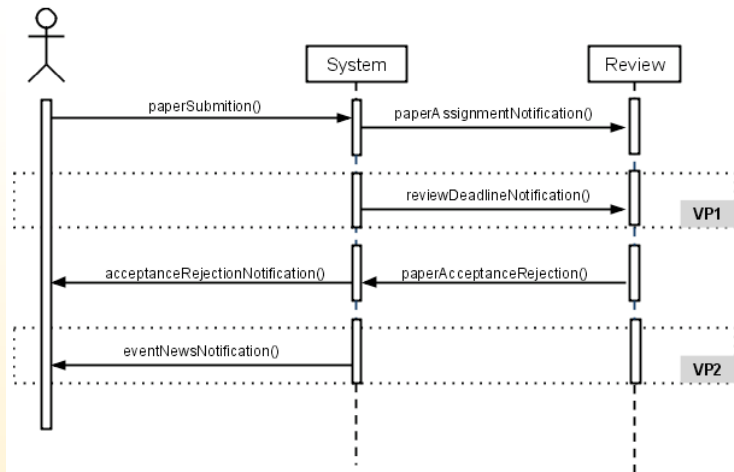 System
Review
paperSubmition()
paperAssignmentNotification()
reviewDeadlineNotification()
VP1
acceptanceRejectionNotification()
paperAcceptanceRejection()
eventNewsNotification()
VP2